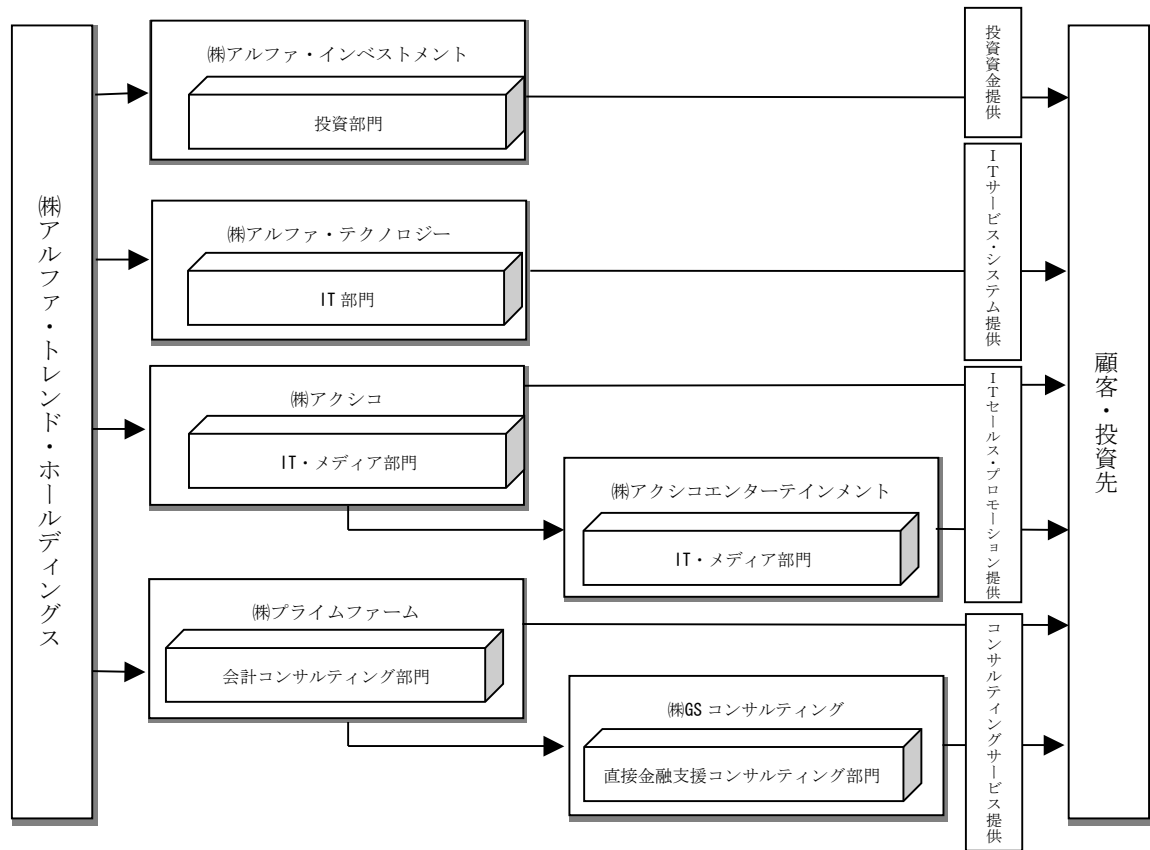 ㈱アルファ・トレンド・ホールディングス
㈱アルファ・インベストメント
投資部門
㈱アルファ・テクノロジー
IT 部門
㈱アクシコ
IT・メディア部門
㈱アクシコエンターテインメント
IT・メディア部門
㈱プライムファーム
会計コンサルティング部門
㈱GS コンサルティング
直接金融支援コンサルティング部門
投資資金提供
ITサービス・システム提供
ITセールス・プロモーション提供
コンサルティングサービス提供
顧客・投資先